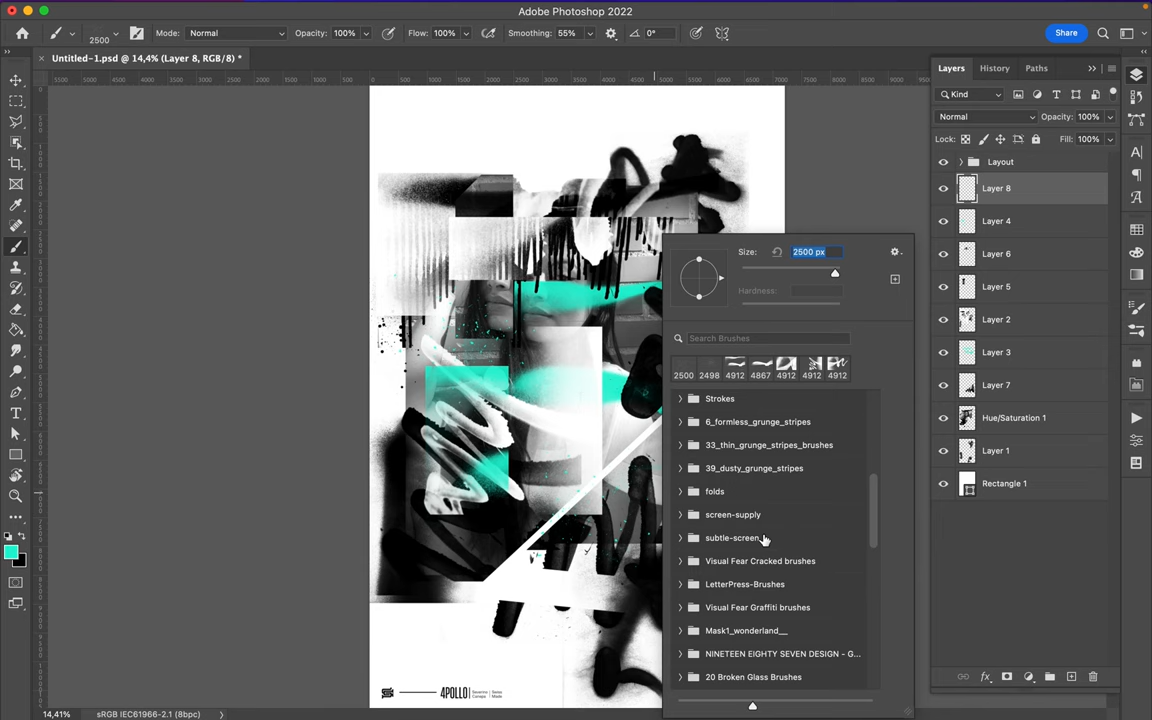 Adobe Photoshop 2022
2500
Mode: Normal
Opacity: 100%
Flow: 100%
Smoothing: 55%
0°
Share
Untitled-1.psd @ 14,4% (Layer 8, RGB/8) *
Layers
History
Paths
Kind
Normal
Opacity: 100%
Lock:
Fill: 100%
Layout
Layer 8
Layer 4
Layer 6
Layer 5
Layer 2
Layer 3
Layer 7
Hue/Saturation 1
Layer 1
Rectangle 1
Size:
2500 px
Hardness:
Search Brushes
2500 2498 4912 4867 4912 4912 4912
Strokes
6_formless_grunge_stripes
33_thin_grunge_stripes_brushes
39_dusty_grunge_stripes
folds
screen-supply
subtle-screen
Visual Fear Cracked brushes
LetterPress-Brushes
Visual Fear Graffiti brushes
Mask1_wonderland__
NINETEEN EIGHTY SEVEN DESIGN - G...
20 Broken Glass Brushes
4POLLO
14,41%
sRGB IEC61966-2.1 (8bpc)